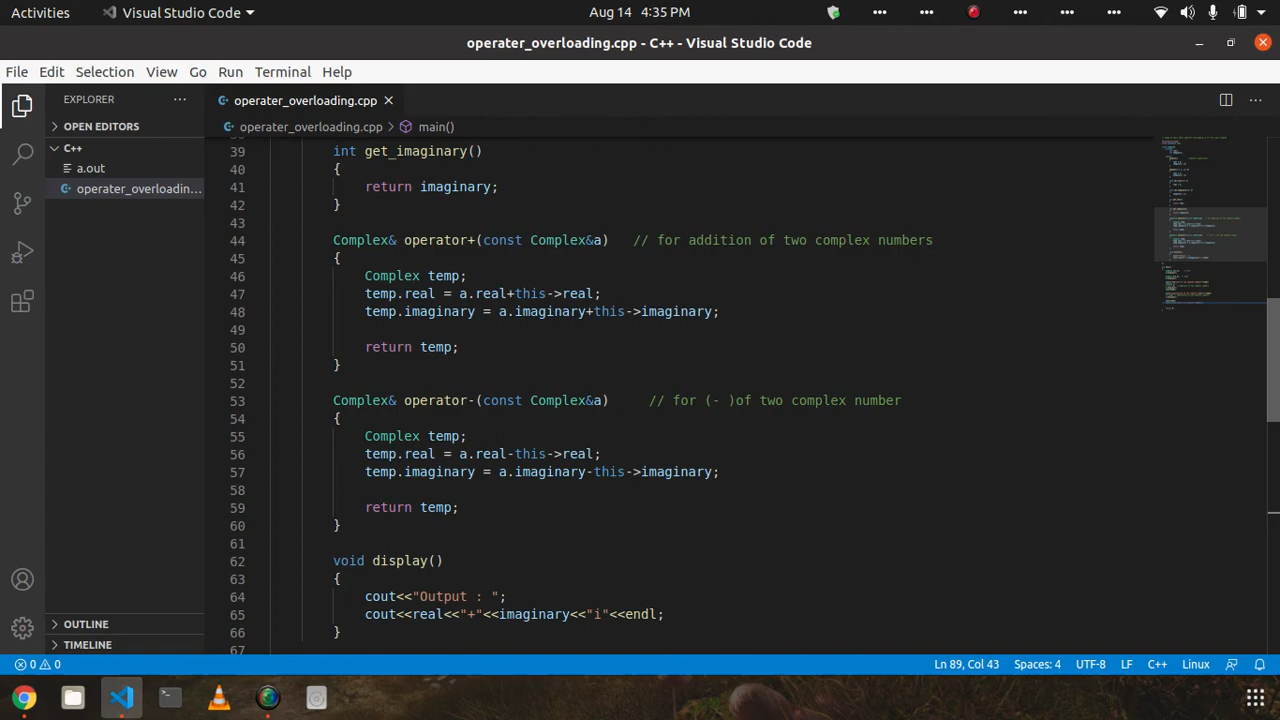 Activities Visual Studio Code Aug 14 4:35 PM
operater_overloading.cpp - C++ - Visual Studio Code
File Edit Selection View Go Run Terminal Help
EXPLORER
OPEN EDITORS
C++
a.out
operater_overloadin...
OUTLINE
TIMELINE
operater_overloading.cpp
operater_overloading.cpp > main()
39 int get_imaginary()
40 {
41 return imaginary;
42 }
43
44 Complex& operator+(const Complex&a) // for addition of two complex numbers
45 {
46 Complex temp;
47 temp.real = a.real+this->real;
48 temp.imaginary = a.imaginary+this->imaginary;
49
50 return temp;
51 }
52
53 Complex& operator-(const Complex&a) // for (- )of two complex number
54 {
55 Complex temp;
56 temp.real = a.real-this->real;
57 temp.imaginary = a.imaginary-this->imaginary;
58
59 return temp;
60 }
61
62 void display()
63 {
64 cout<<"Output : ";
65 cout<<real<<"+"<<imaginary<<"i"<<endl;
66 }
67
0 0 Ln 89, Col 43 Spaces: 4 UTF-8 LF C++ Linux